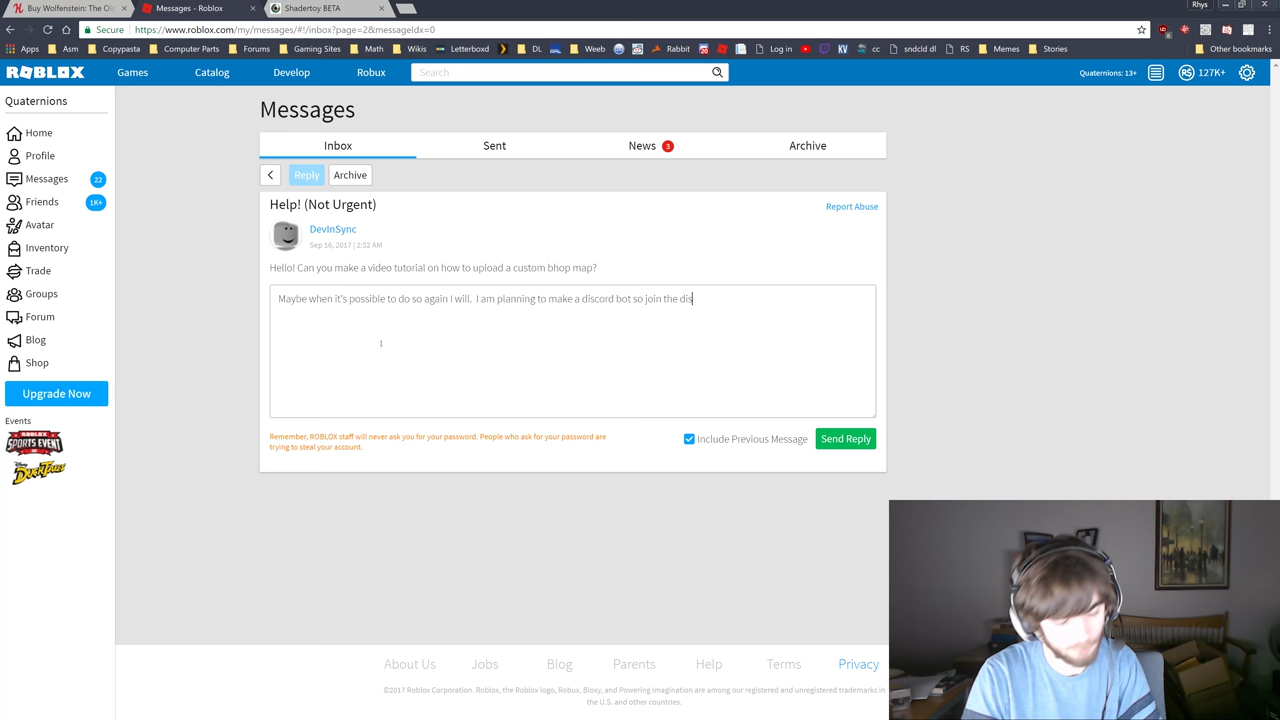 Buy Wolfenstein: The Ol
Messages - Roblox
Shadertoy BETA
Rhys
Secure
https://www.roblox.com/my/messages/#!/inbox?page=2&messageIdx=0
Apps
Asm
Copypasta
Computer Parts
Forums
Gaming Sites
Math
Letterboxd
DL
Weeb
Rabbit
Log in
KV
cc
sndcld dl
RS
Memes
Stories
Other bookmarks
ROBLOX
Games
Catalog
Develop
Robux
Search
Quaternions: 13+
R$
127K+
Quaternions
Home
Profile
Messages
22
Friends
1K+
Avatar
Inventory
Trade
Groups
Forum
Blog
Shop
Upgrade Now
Events
ROBLOX
SPORTS EVENT
DUCKTALES
Messages
Inbox
Sent
News
3
Archive
Reply
Archive
Help! (Not Urgent)
Report Abuse
DevInSync
Sep 16, 2017 | 2:52 AM
Hello! Can you make a video tutorial on how to upload a custom bhop map?
Maybe when it's possible to do so again I will.  I am planning to make a discord bot so join the dis
Remember, ROBLOX staff will never ask you for your password. People who ask for your password are
trying to steal your account.
Include Previous Message
Send Reply
About Us
Jobs
Blog
Parents
Help
Terms
Privacy
©2017 Roblox Corporation. Roblox, the Roblox logo, Robux, Bloxy, and Powering Imagination are among our registered and unregistered trademarks in
the U.S. and other countries.